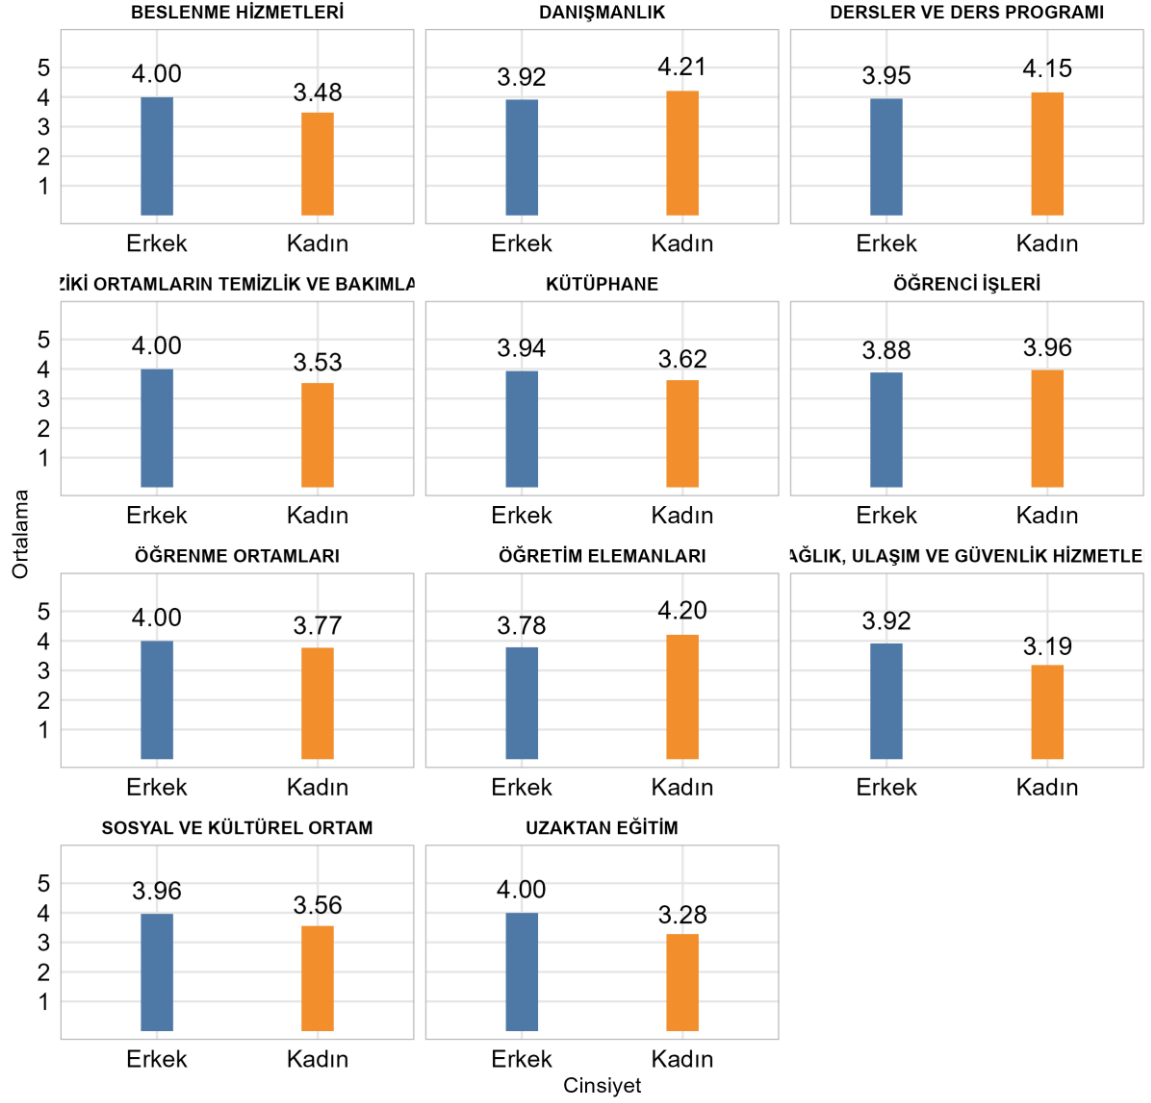 BESLENME HİZMETLERİ
DANIŞMANLIK
DERSLER VE DERS PROGRAMI
5
4
3
2
1
4.00
3.48
3.92
4.21
3.95
4.15
Erkek
Kadın
Erkek
Kadın
Erkek
Kadın
ZİKİ ORTAMLARIN TEMİZLİK VE BAKIMLA
KÜTÜPHANE
ÖĞRENCİ İŞLERİ
5
4
3
2
1
4.00
3.53
3.94
3.62
3.88
3.96
Erkek
Kadın
Erkek
Kadın
Erkek
Kadın
Ortalama
ÖĞRENME ORTAMLARI
ÖĞRETİM ELEMANLARI
AĞLIK, ULAŞIM VE GÜVENLİK HİZMETLE
5
4
3
2
1
4.00
3.77
3.78
4.20
3.92
3.19
Erkek
Kadın
Erkek
Kadın
Erkek
Kadın
SOSYAL VE KÜLTÜREL ORTAM
UZAKTAN EĞİTİM
5
4
3
2
1
3.96
3.56
4.00
3.28
Erkek
Kadın
Erkek
Kadın
Cinsiyet